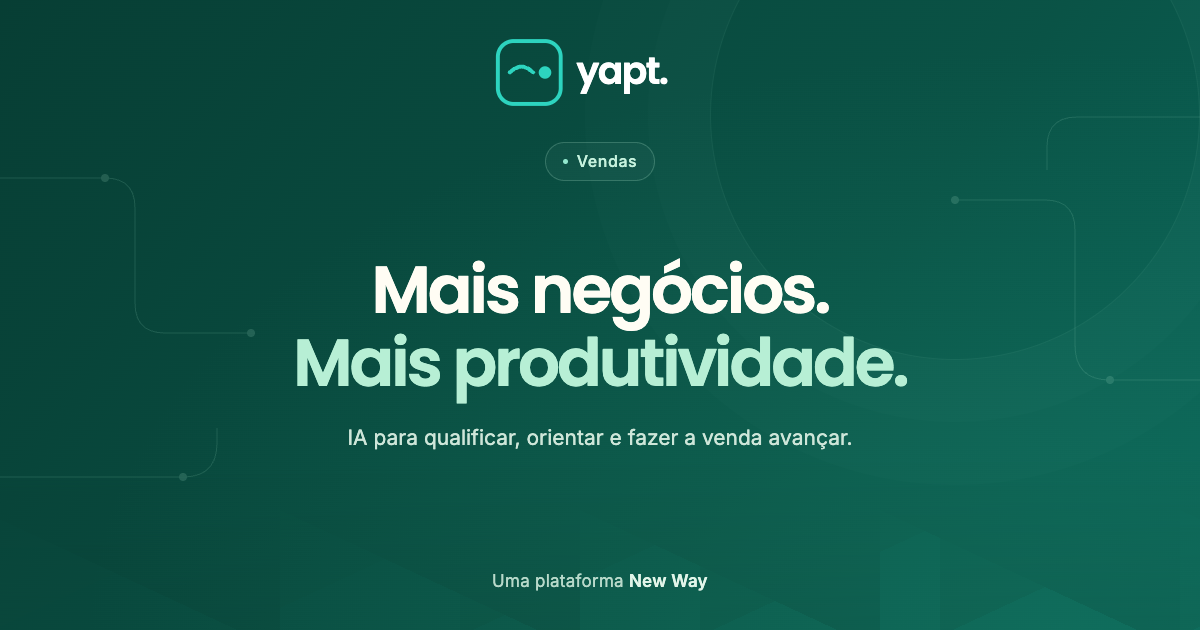 yapt.
• Vendas
Mais negócios.
Mais produtividade.
IA para qualificar, orientar e fazer a venda avançar.
Uma plataforma New Way